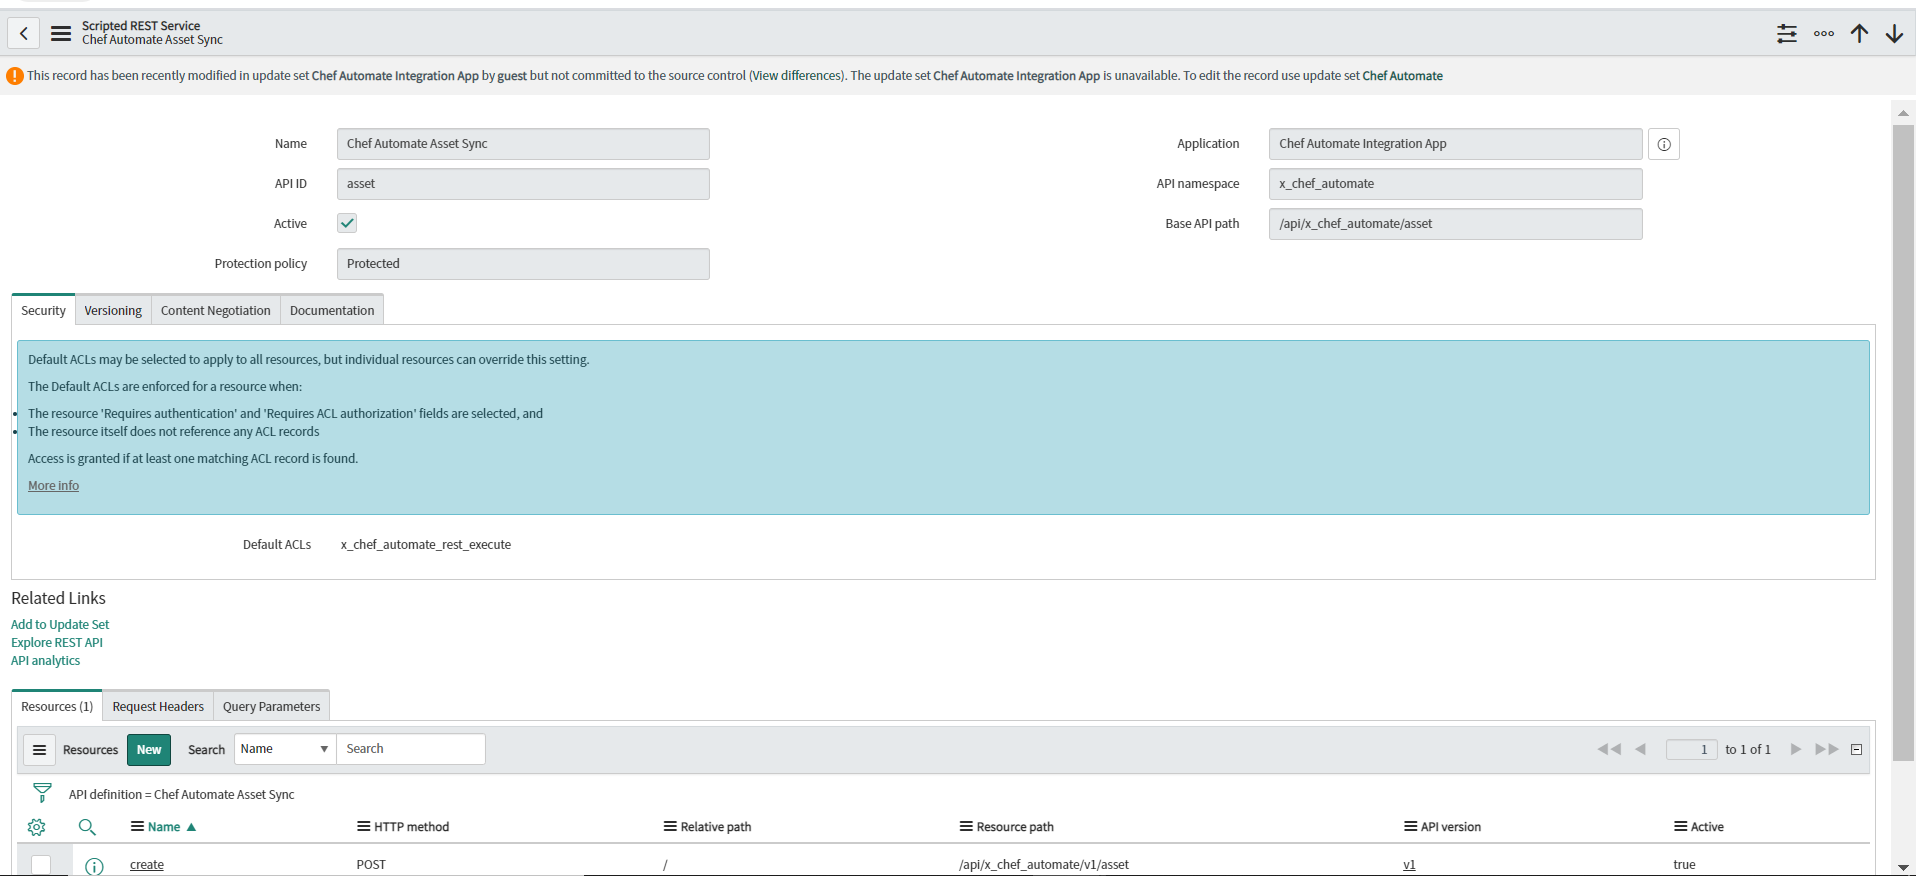 Scripted REST Service
Chef Automate Asset Sync
This record has been recently modified in update set Chef Automate Integration App by guest but not committed to the source control (View differences). The update set Chef Automate Integration App is unavailable. To edit the record use update set Chef Automate
Name Chef Automate Asset Sync Application Chef Automate Integration App
API ID asset API namespace x_chef_automate
Active Base API path /api/x_chef_automate/asset
Protection policy Protected
Security Versioning Content Negotiation Documentation
Default ACLs may be selected to apply to all resources, but individual resources can override this setting.
The Default ACLs are enforced for a resource when:
• The resource 'Requires authentication' and 'Requires ACL authorization' fields are selected, and
• The resource itself does not reference any ACL records
Access is granted if at least one matching ACL record is found.
More info
Default ACLs x_chef_automate_rest_execute
Related Links
Add to Update Set
Explore REST API
API analytics
Resources (1) Request Headers Query Parameters
Resources New Search Name Search 1 to 1 of 1
API definition = Chef Automate Asset Sync
Name HTTP method Relative path Resource path API version Active
create POST / /api/x_chef_automate/v1/asset v1 true